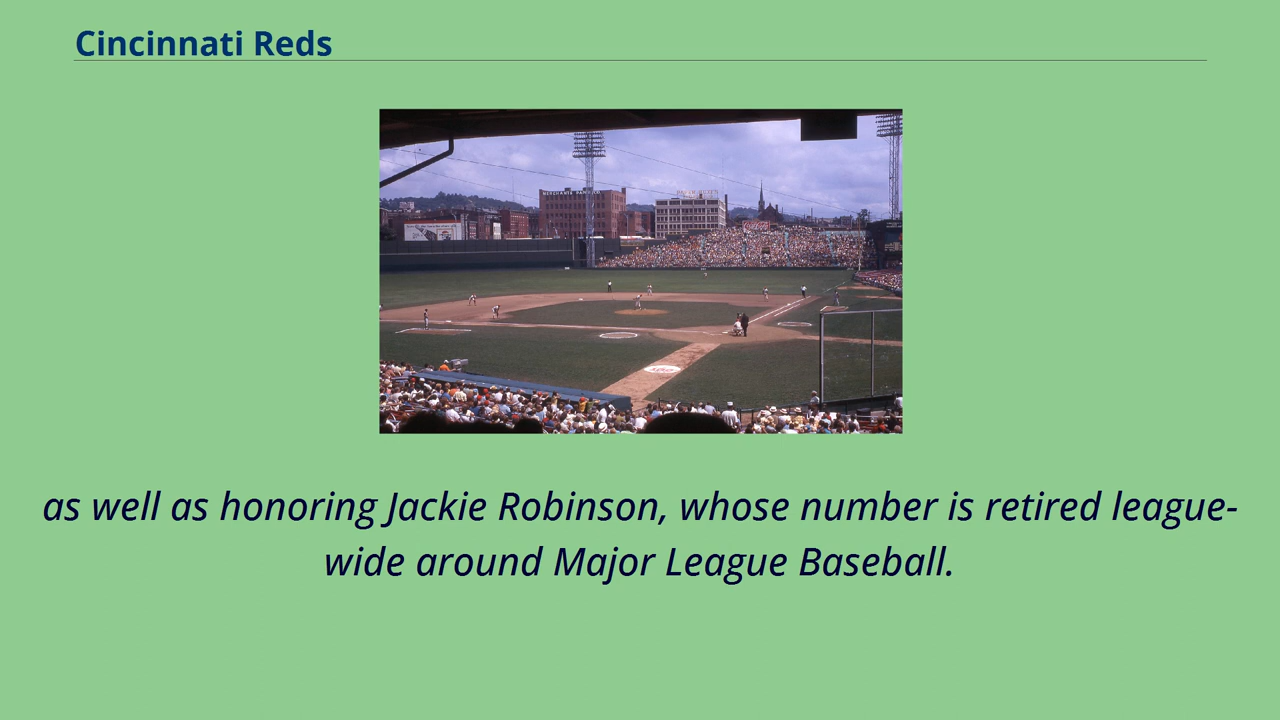 Cincinnati Reds
as well as honoring Jackie Robinson, whose number is retired league-
wide around Major League Baseball.